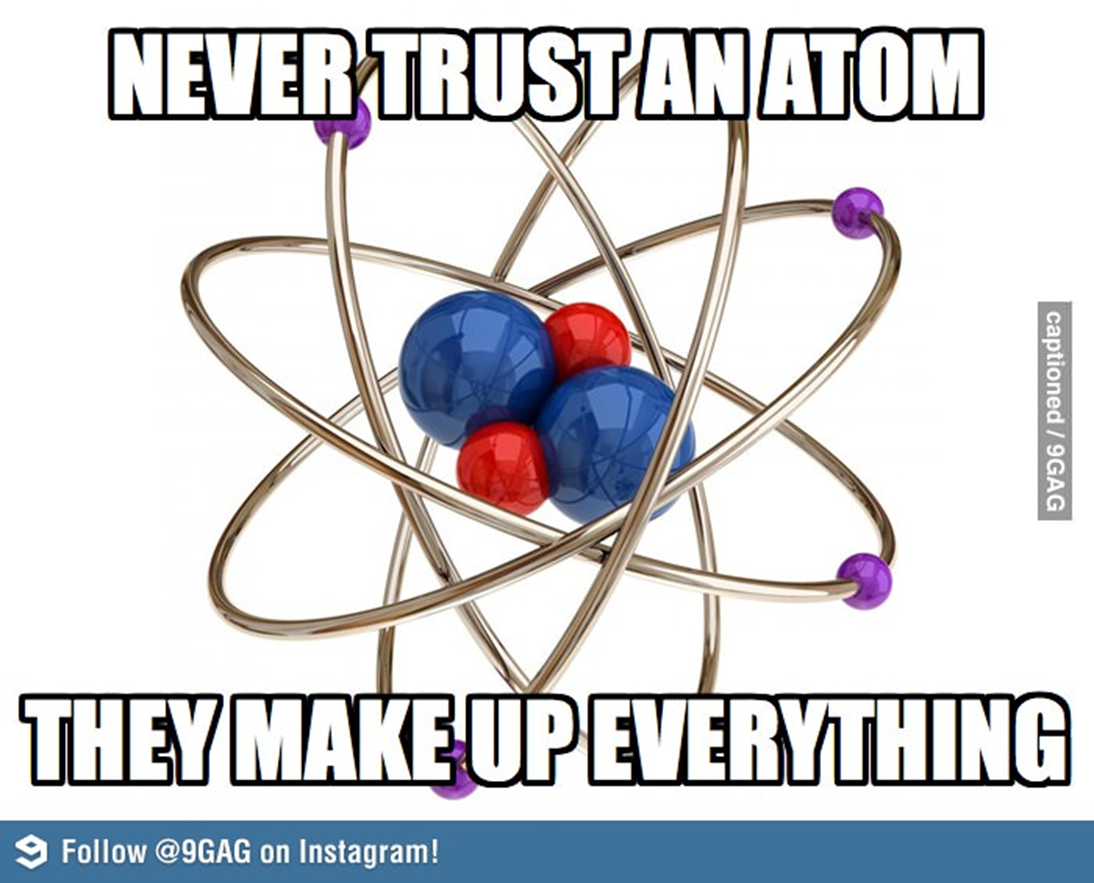 NEVER TRUST AN ATOM
captioned / 9GAG
THEY MAKE UP EVERYTHING
Follow @9GAG on Instagram!